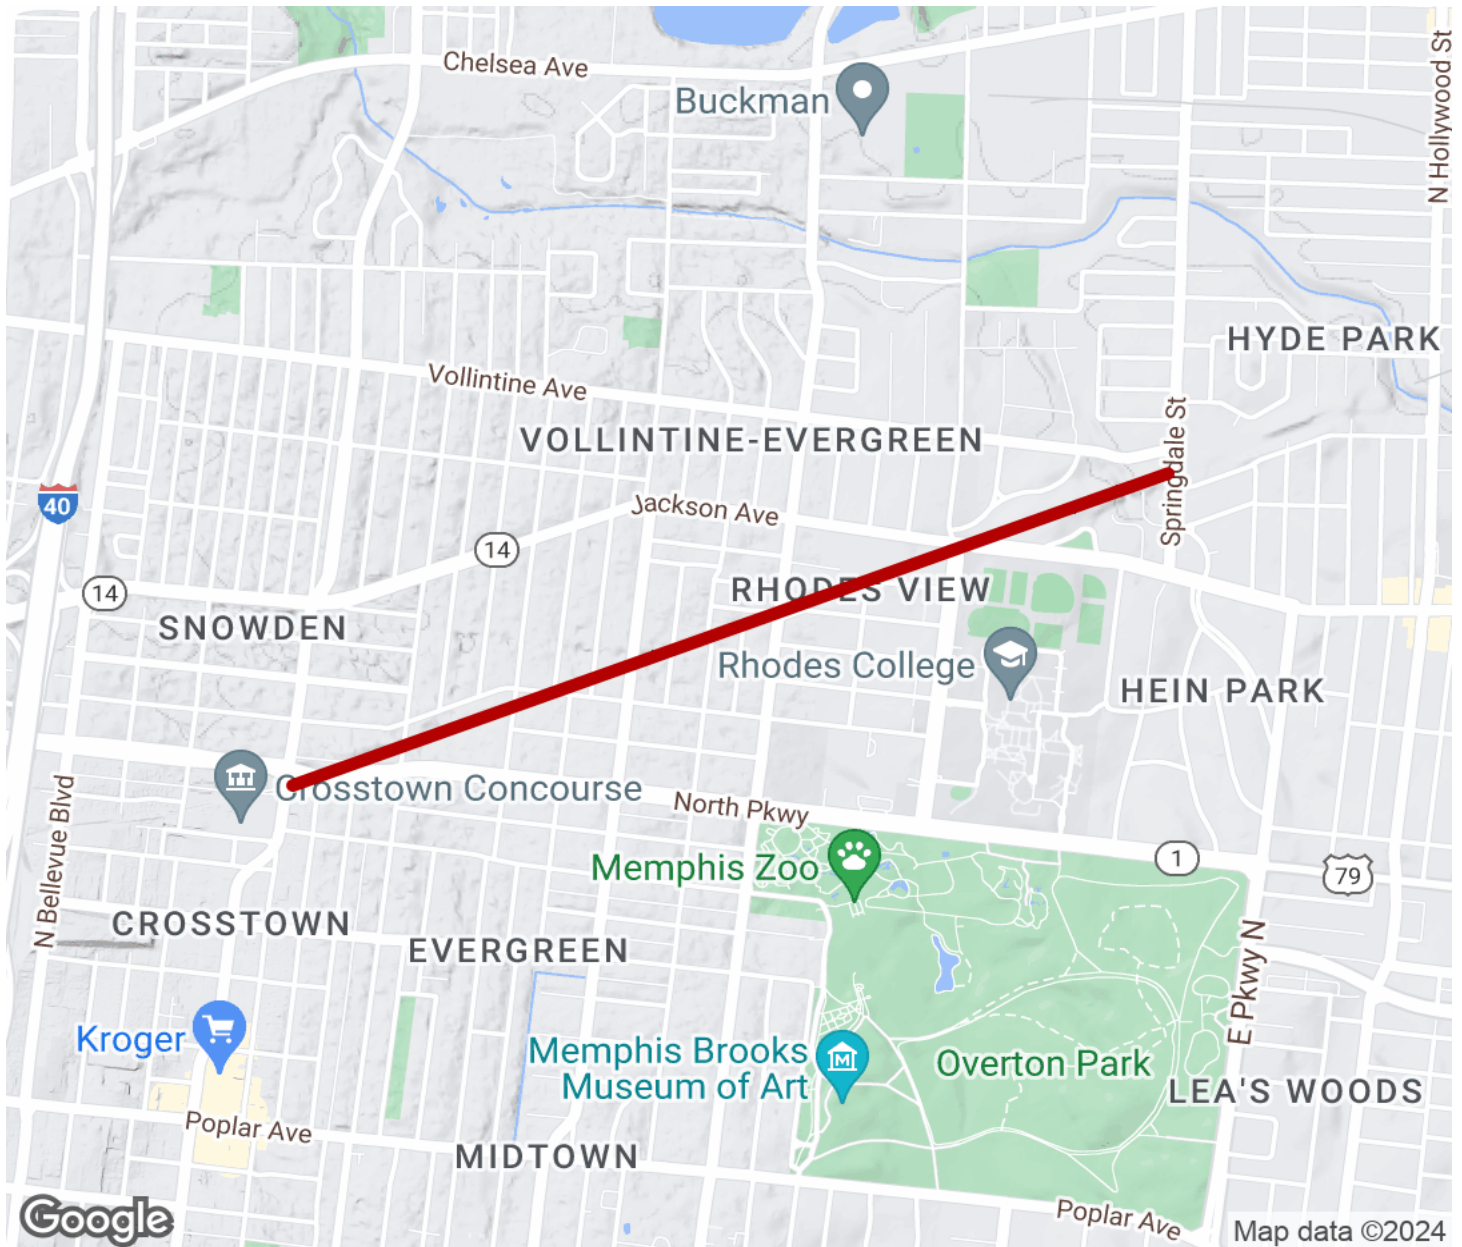 Chelsea Ave
Buckman
N Hollywood St
HYDE PARK
Vollintine Ave
VOLLINTINE-EVERGREEN
Springdale St
40
Jackson Ave
14
14
RHODES VIEW
SNOWDEN
Rhodes College
HEIN PARK
Crosstown Concourse
N Bellevue Blvd
North Pkwy
Memphis Zoo
1
79
CROSSTOWN
EVERGREEN
E Pkwy N
Kroger
Memphis Brooks
Museum of Art
M
Overton Park
LEA'S WOODS
Poplar Ave
MIDTOWN
Poplar Ave
Google
Map data ©2024